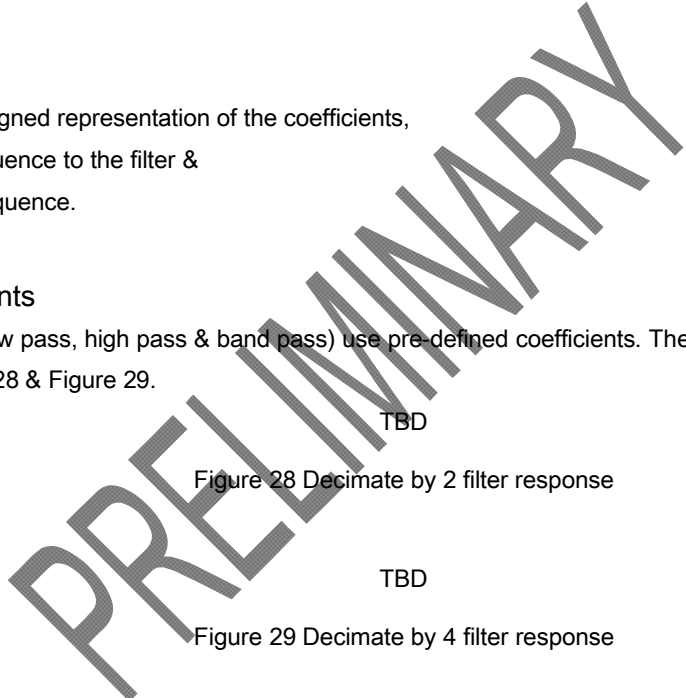 gned representation of the coefficients,
uence to the filter &
quence.
nts
w pass, high pass & band pass) use pre-defined coefficients. The
28 & Figure 29.
TBD
Figure 28 Decimate by 2 filter response
TBD
Figure 29 Decimate by 4 filter response
PRELIMINARY